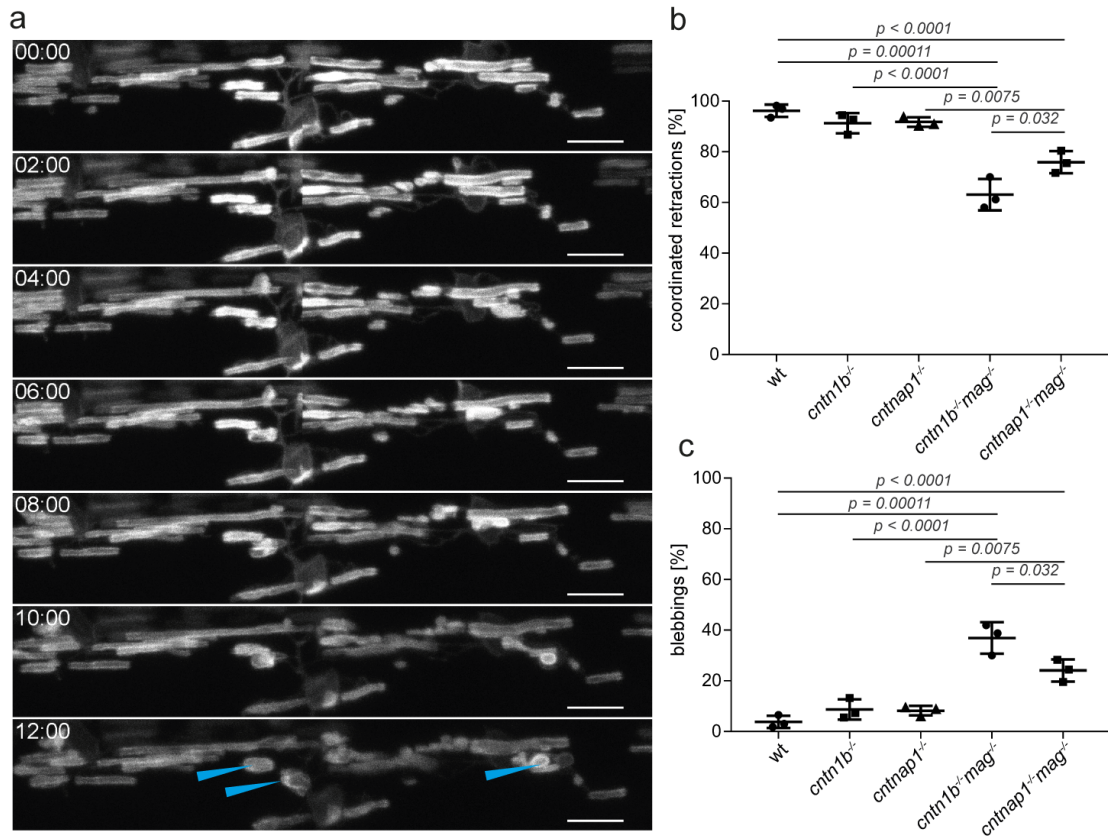 a
00:00
02:00
04:00
06:00
08:00
10:00
12:00
b
p < 0.0001
p = 0.00011
p < 0.0001
p = 0.0075
p = 0.032
100
80
60
40
20
0
coordinated retractions [%]
wt
cntn1b-/-
cntnap1-/-
cntn1b-/-mag-/-
cntnap1-/-mag-/-
c
p < 0.0001
p = 0.00011
p < 0.0001
p = 0.0075
p = 0.032
100
80
60
40
20
0
blebbings [%]
wt
cntn1b-/-
cntnap1-/-
cntn1b-/-mag-/-
cntnap1-/-mag-/-